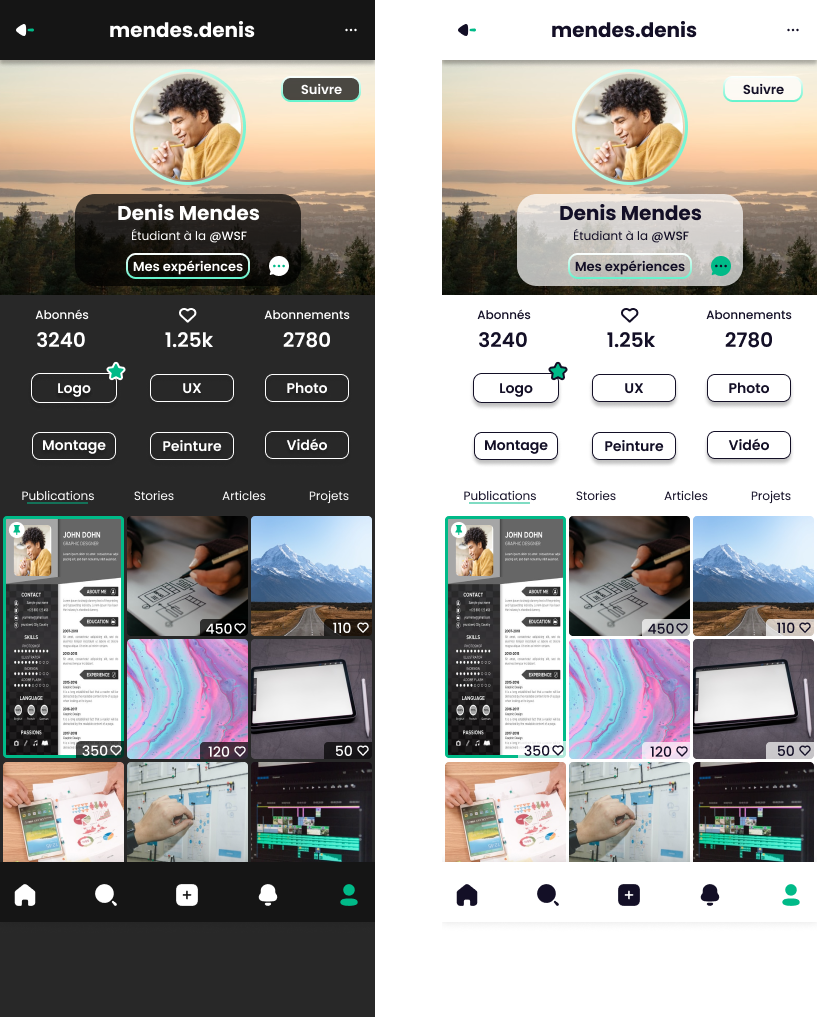 mendes.denis
...
Suivre
Denis Mendes
Étudiant à la @WSF
Mes expériences
Abonnés
Abonnements
3240
1.25k
2780
Logo
UX
Photo
Montage
Peinture
Vidéo
Publications
Stories
Articles
Projets
JOHN DOHN
GRAPHIC DESIGNER
CONTACT
ABOUT ME
EDUCATION
SKILLS
EXPERIENCE
LANGUAGE
PASSIONS
450
110
350
120
50
mendes.denis
...
Suivre
Denis Mendes
Étudiant à la @WSF
Mes expériences
Abonnés
Abonnements
3240
1.25k
2780
Logo
UX
Photo
Montage
Peinture
Vidéo
Publications
Stories
Articles
Projets
JOHN DOHN
GRAPHIC DESIGNER
CONTACT
ABOUT ME
EDUCATION
SKILLS
EXPERIENCE
LANGUAGE
PASSIONS
450
110
350
120
50